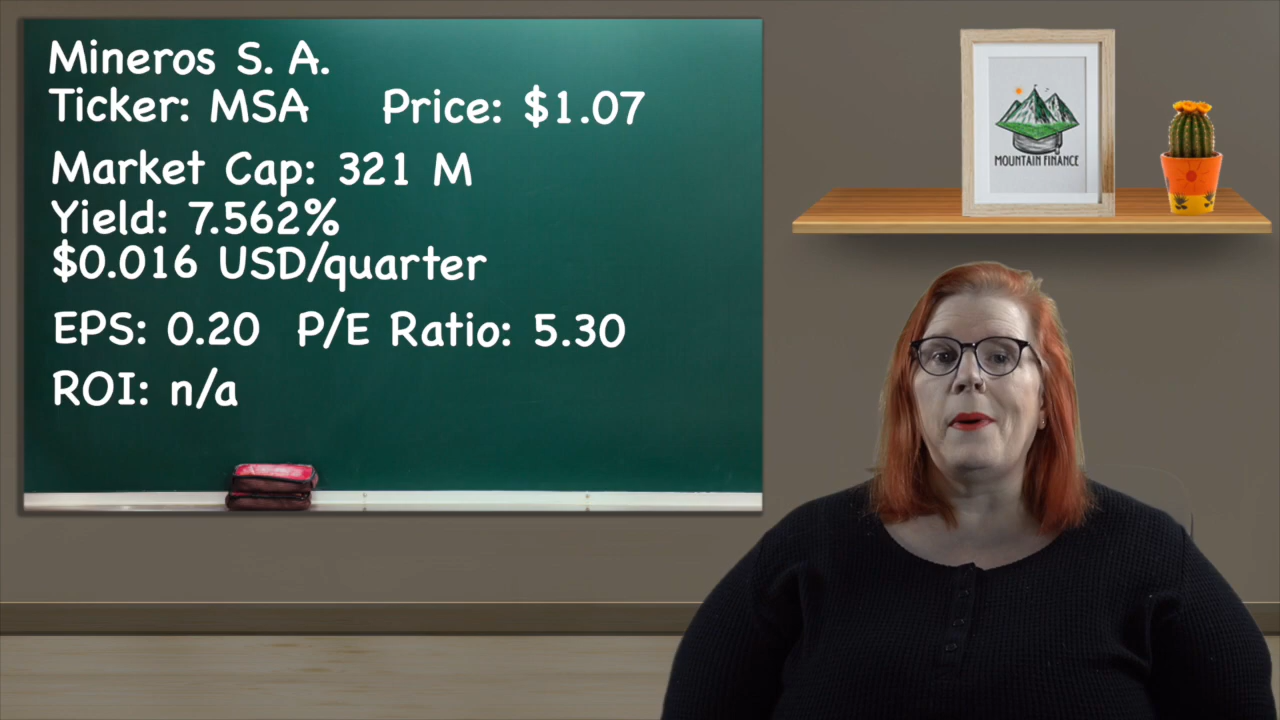 Mineros S. A.
Ticker: MSA Price: $1.07
Market Cap: 321 M
Yield: 7.562%
$0.016 USD/quarter
EPS: 0.20 P/E Ratio: 5.30
ROI: n/a
MOUNTAIN FINANCE